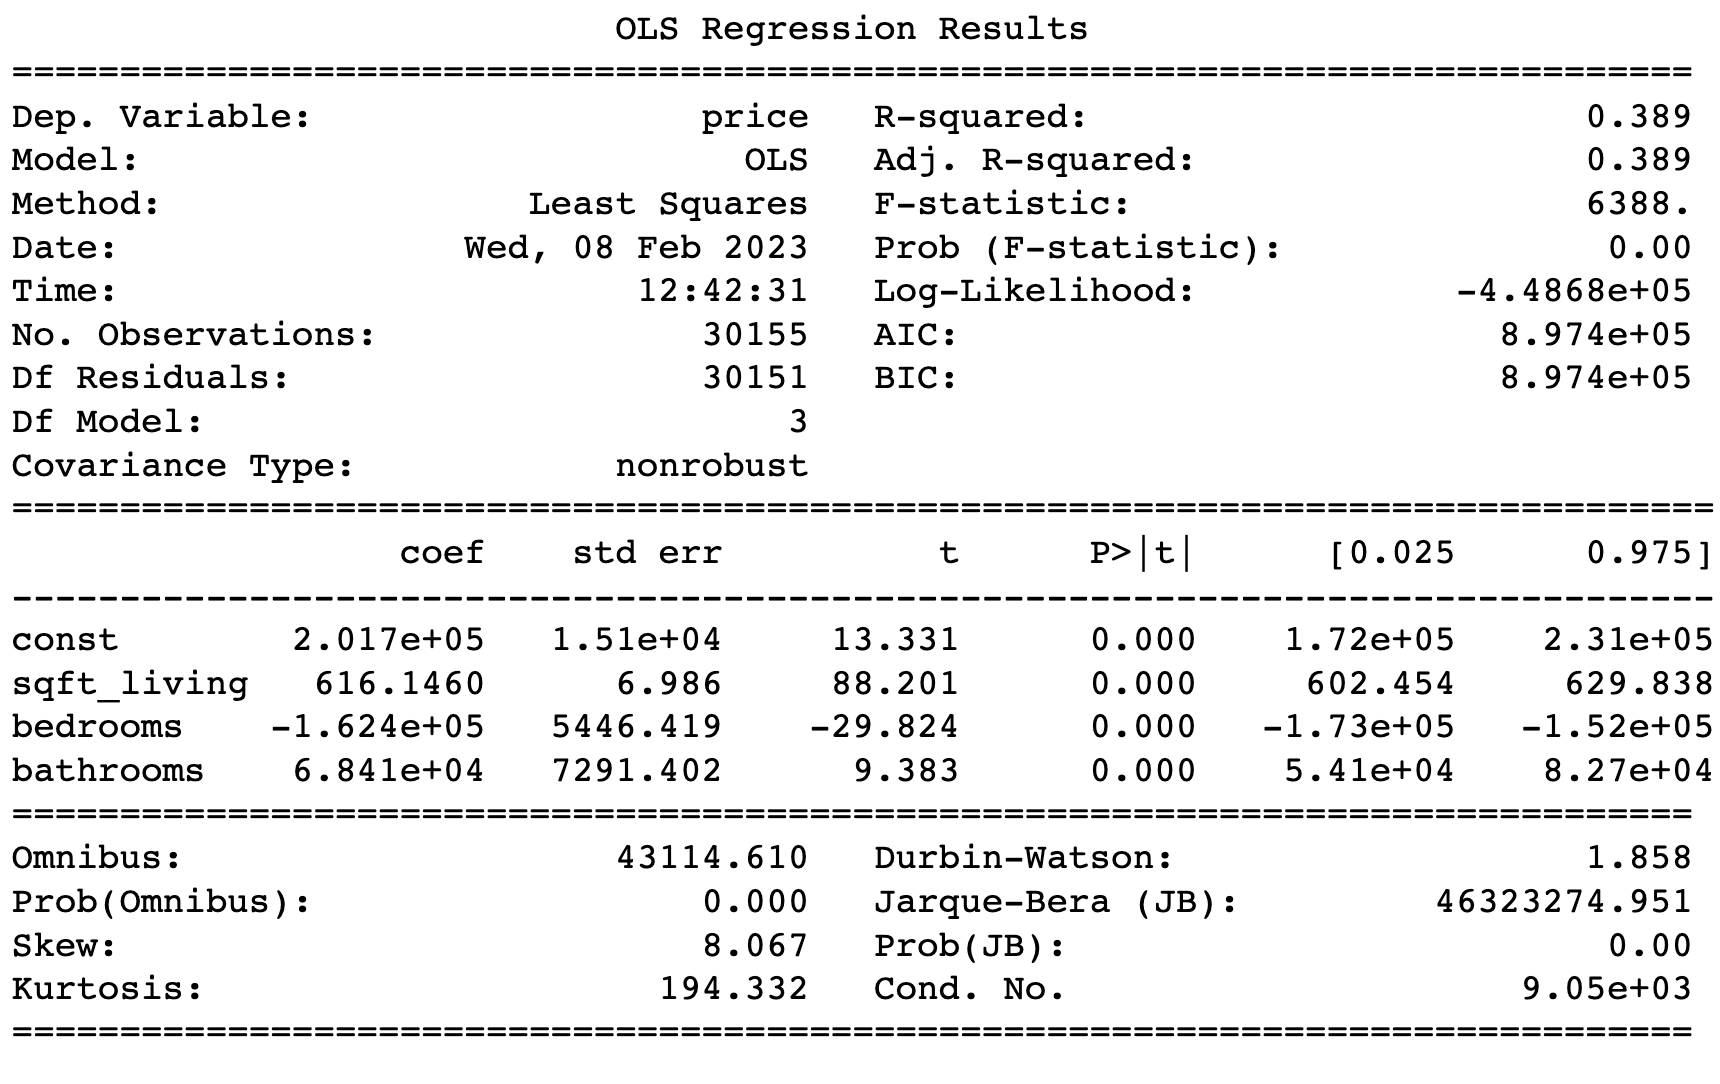 OLS Regression Results
==============================================================================
Dep. Variable:                  price   R-squared:                       0.389
Model:                            OLS   Adj. R-squared:                  0.389
Method:                 Least Squares   F-statistic:                     6388.
Date:                Wed, 08 Feb 2023   Prob (F-statistic):               0.00
Time:                        12:42:31   Log-Likelihood:            -4.4868e+05
No. Observations:               30155   AIC:                         8.974e+05
Df Residuals:                   30151   BIC:                         8.974e+05
Df Model:                           3
Covariance Type:            nonrobust
===============================================================================
                  coef    std err          t      P>|t|      [0.025      0.975]
-------------------------------------------------------------------------------
const        2.017e+05   1.51e+04     13.331      0.000    1.72e+05    2.31e+05
sqft_living   616.1460      6.986     88.201      0.000     602.454     629.838
bedrooms    -1.624e+05   5446.419    -29.824      0.000   -1.73e+05   -1.52e+05
bathrooms    6.841e+04   7291.402      9.383      0.000    5.41e+04    8.27e+04
==============================================================================
Omnibus:                    43114.610   Durbin-Watson:                   1.858
Prob(Omnibus):                  0.000   Jarque-Bera (JB):         46323274.951
Skew:                           8.067   Prob(JB):                         0.00
Kurtosis:                     194.332   Cond. No.                     9.05e+03
==============================================================================